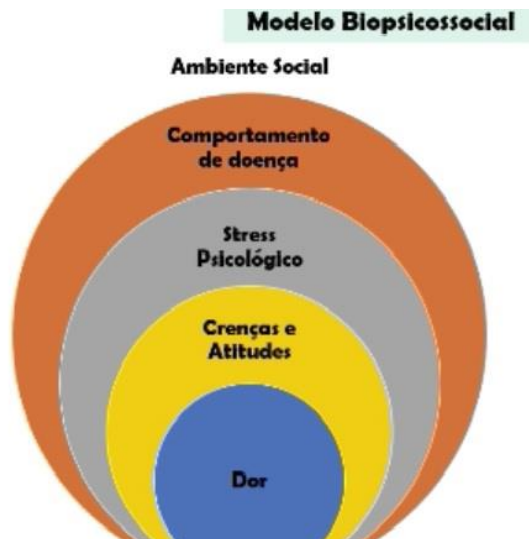 Modelo Biopsicossocial
Ambiente Social
Comportamento
de doença
Stress
Psicológico
Crenças e
Atitudes
Dor